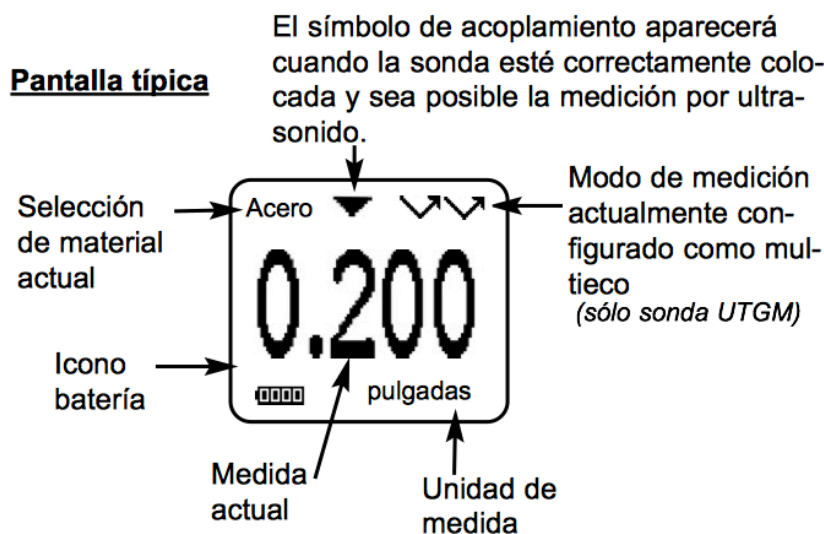 El símbolo de acoplamiento aparecerá
cuando la sonda esté correctamente colo-
cada y sea posible la medición por ultra-
sonido.
Pantalla típica
Selección
de material
actual
Acero
Modo de medición
actualmente con-
figurado como mul-
tieco
(sólo sonda UTGM)
0.200
Icono
batería
pulgadas
Medida
actual
Unidad de
medida